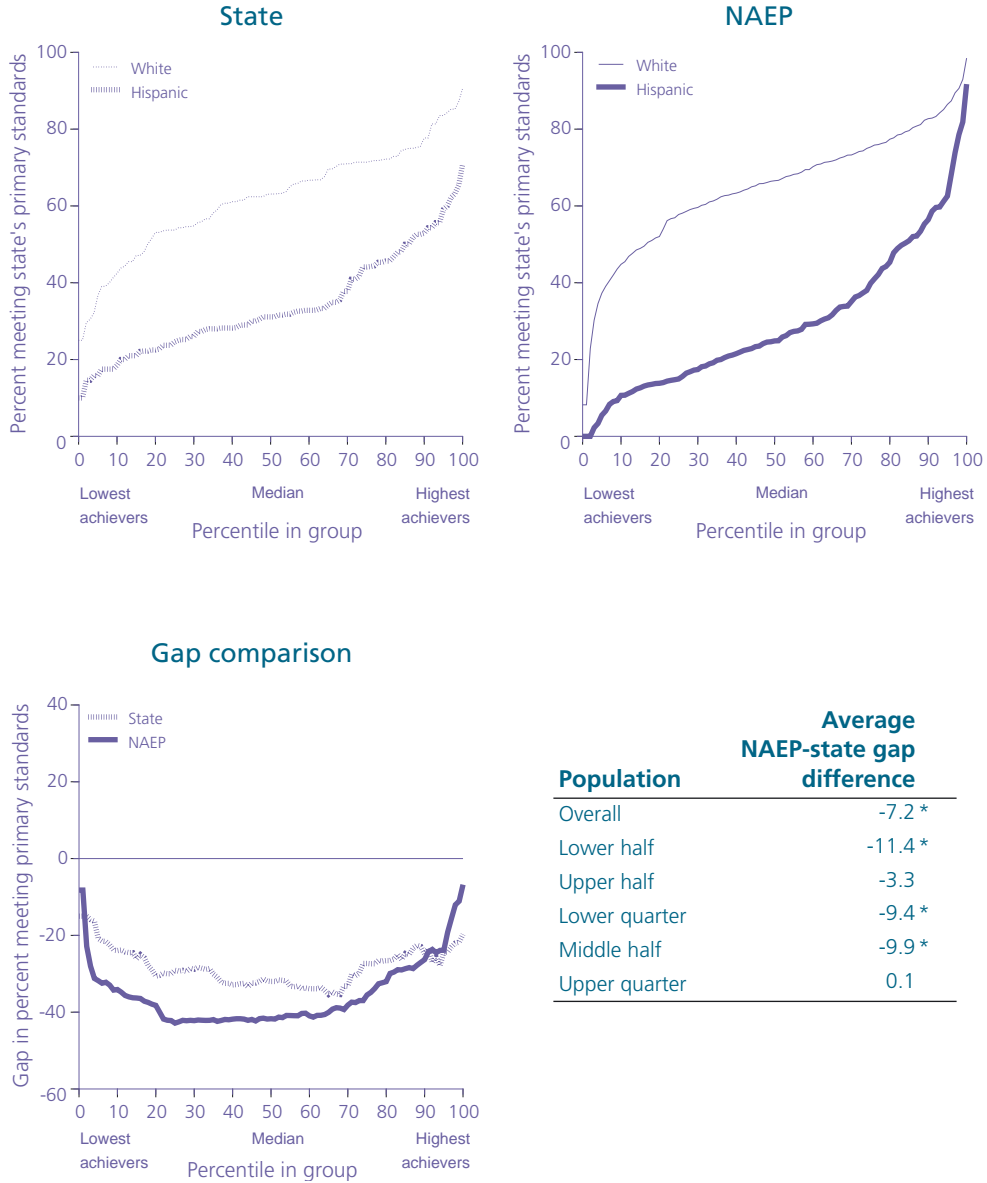 State
Percent meeting state's primary standards
100
80
60
40
20
0
White
Hispanic
0 10 20 30 40 50 60 70 80 90 100
Lowest achievers
Median
Highest achievers
Percentile in group
NAEP
Percent meeting state's primary standards
100
80
60
40
20
0
White
Hispanic
0 10 20 30 40 50 60 70 80 90 100
Lowest achievers
Median
Highest achievers
Percentile in group
Gap comparison
Gap in percent meeting primary standards
40
20
0
-20
-40
-60
State
NAEP
0 10 20 30 40 50 60 70 80 90 100
Lowest achievers
Median
Highest achievers
Percentile in group
Population Average NAEP-state gap difference
Overall -7.2 *
Lower half -11.4 *
Upper half -3.3
Lower quarter -9.4 *
Middle half -9.9 *
Upper quarter 0.1